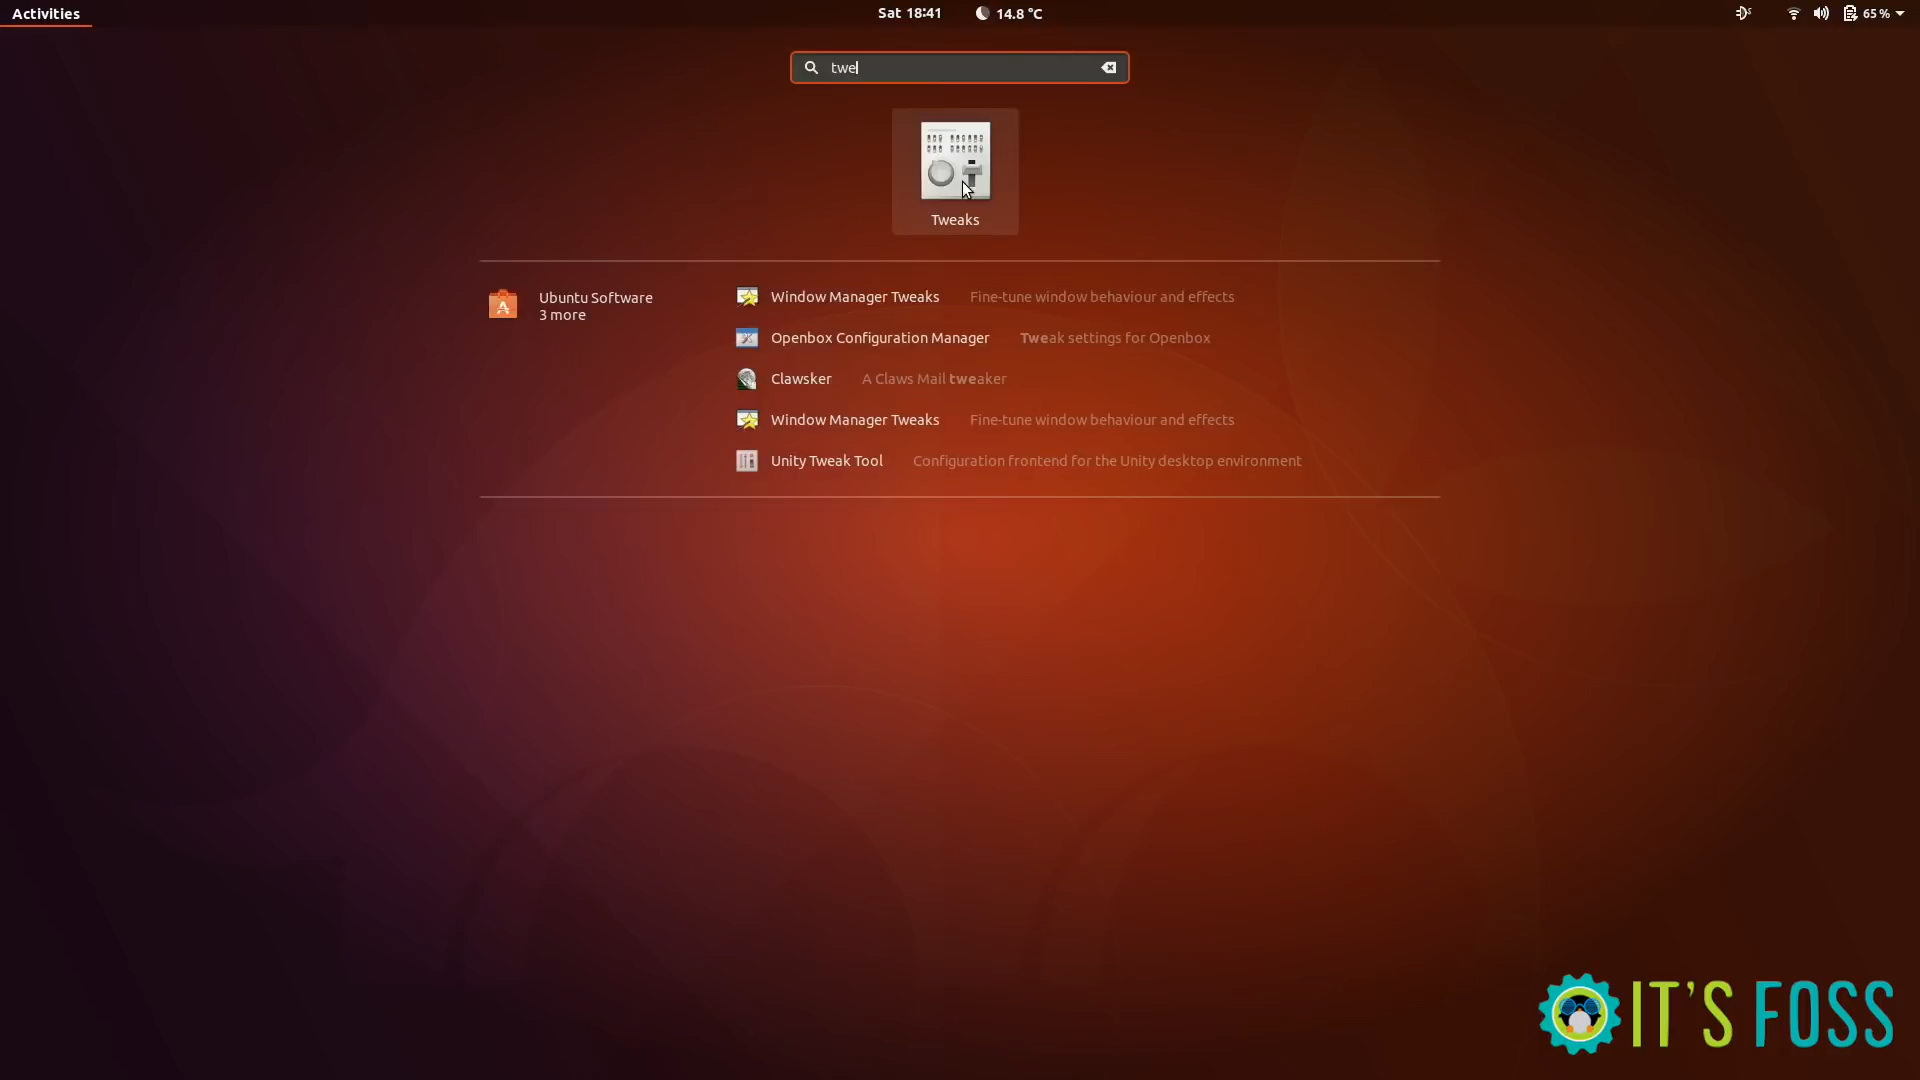 Activities
Sat 18:41
14.8 °C
65 %
twe
Tweaks
Ubuntu Software
3 more
Window Manager Tweaks Fine-tune window behaviour and effects
Openbox Configuration Manager Tweak settings for Openbox
Clawsker A Claws Mail tweaker
Window Manager Tweaks Fine-tune window behaviour and effects
Unity Tweak Tool Configuration frontend for the Unity desktop environment
IT'S FOSS